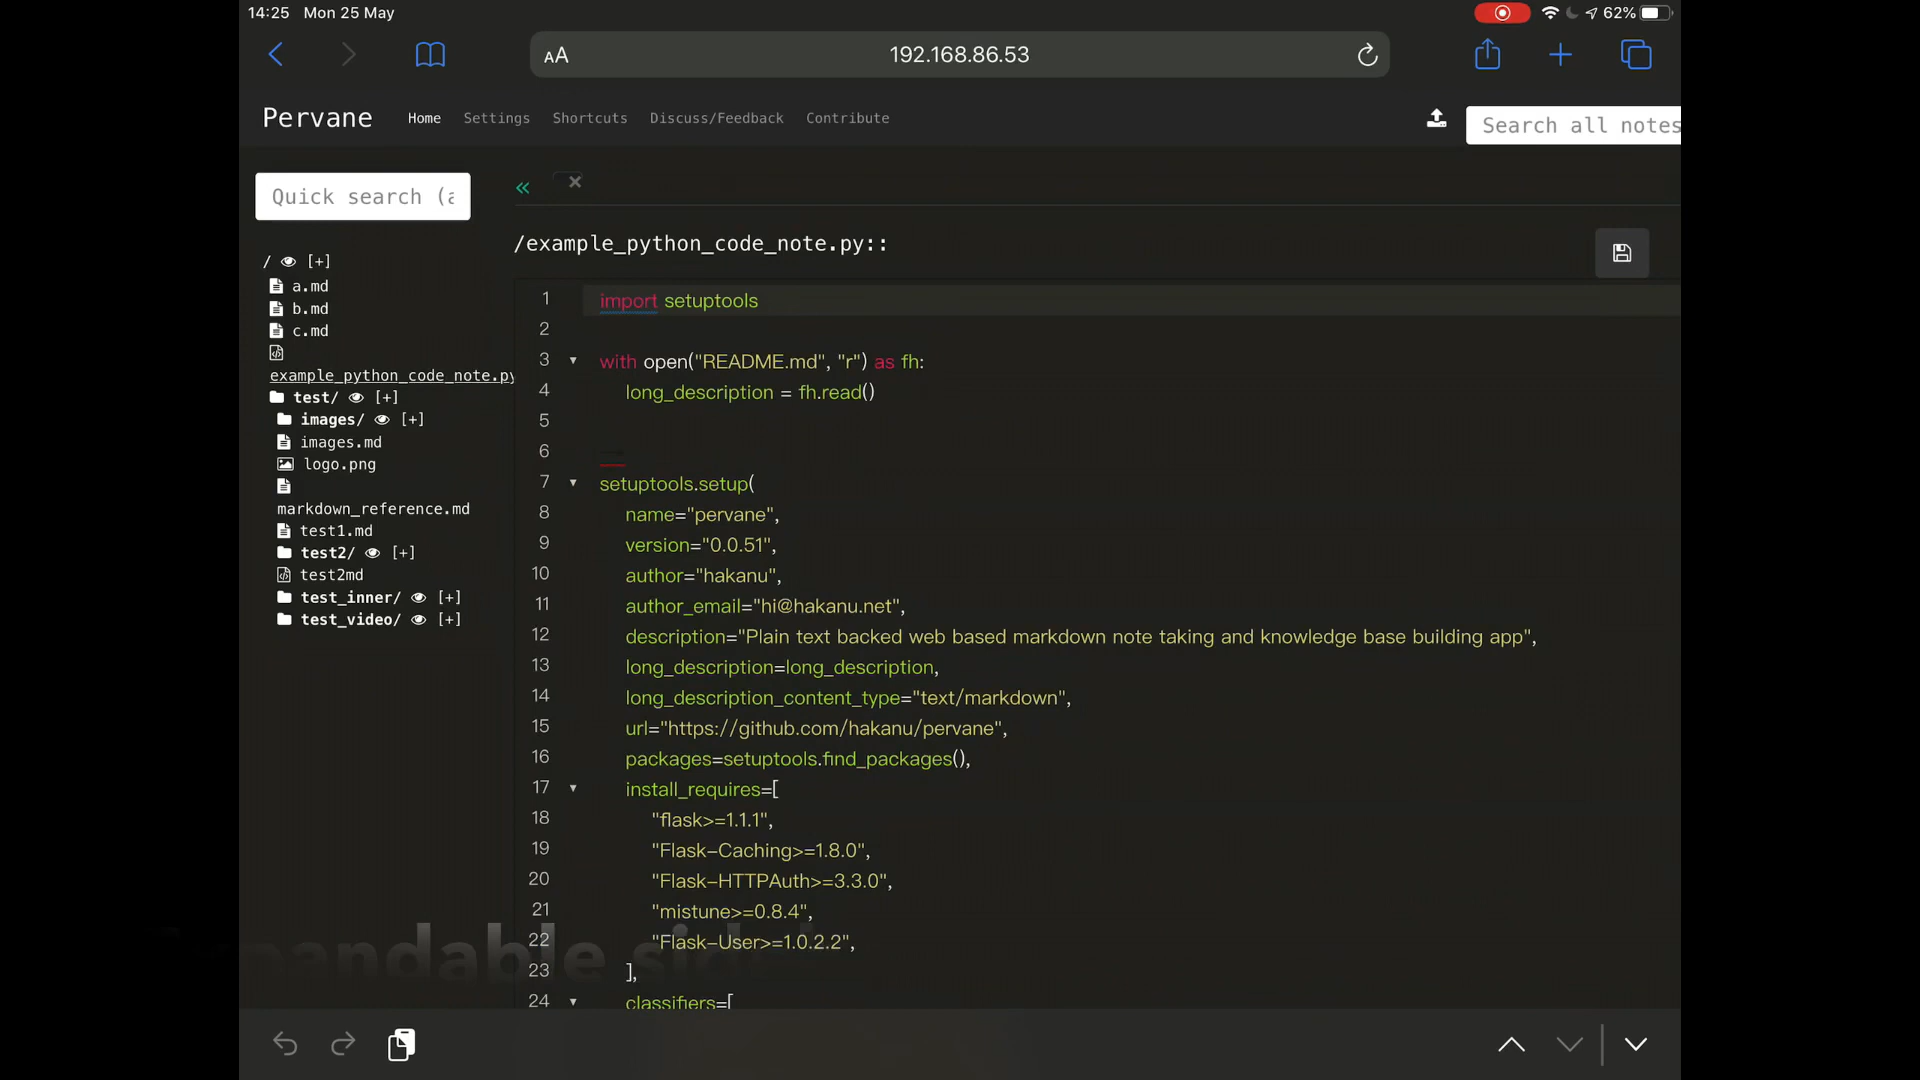 14:25 Mon 25 May
62%
AA 192.168.86.53
Pervane Home Settings Shortcuts Discuss/Feedback Contribute
Search all notes
Quick search (a
/ [+]
a.md
b.md
c.md
example_python_code_note.py
test/ [+]
images/ [+]
images.md
logo.png
markdown_reference.md
test1.md
test2/ [+]
test2md
test_inner/ [+]
test_video/ [+]
« ×
/example_python_code_note.py::
1 import setuptools
2
3 with open("README.md", "r") as fh:
4 long_description = fh.read()
5
6
7 setuptools.setup(
8 name="pervane",
9 version="0.0.51",
10 author="hakanu",
11 author_email="hi@hakanu.net",
12 description="Plain text backed web based markdown note taking and knowledge base building app",
13 long_description=long_description,
14 long_description_content_type="text/markdown",
15 url="https://github.com/hakanu/pervane",
16 packages=setuptools.find_packages(),
17 install_requires=[
18 "flask>=1.1.1",
19 "Flask-Caching>=1.8.0",
20 "Flask-HTTPAuth>=3.3.0",
21 "mistune>=0.8.4",
22 "Flask-User>=1.0.2.2",
23 ],
24 classifiers=[